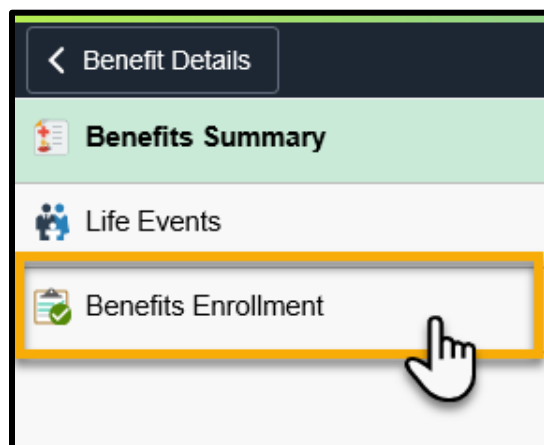 Benefit Details
Benefits Summary
Life Events
Benefits Enrollment